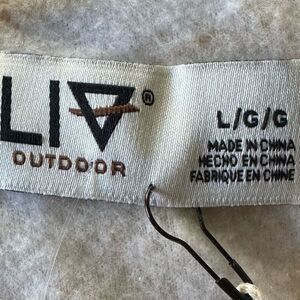 LIV®
OUTDOOR
L/G/G
MADE IN CHINA
HECHO EN CHINA
FABRIQUE EN CHINE